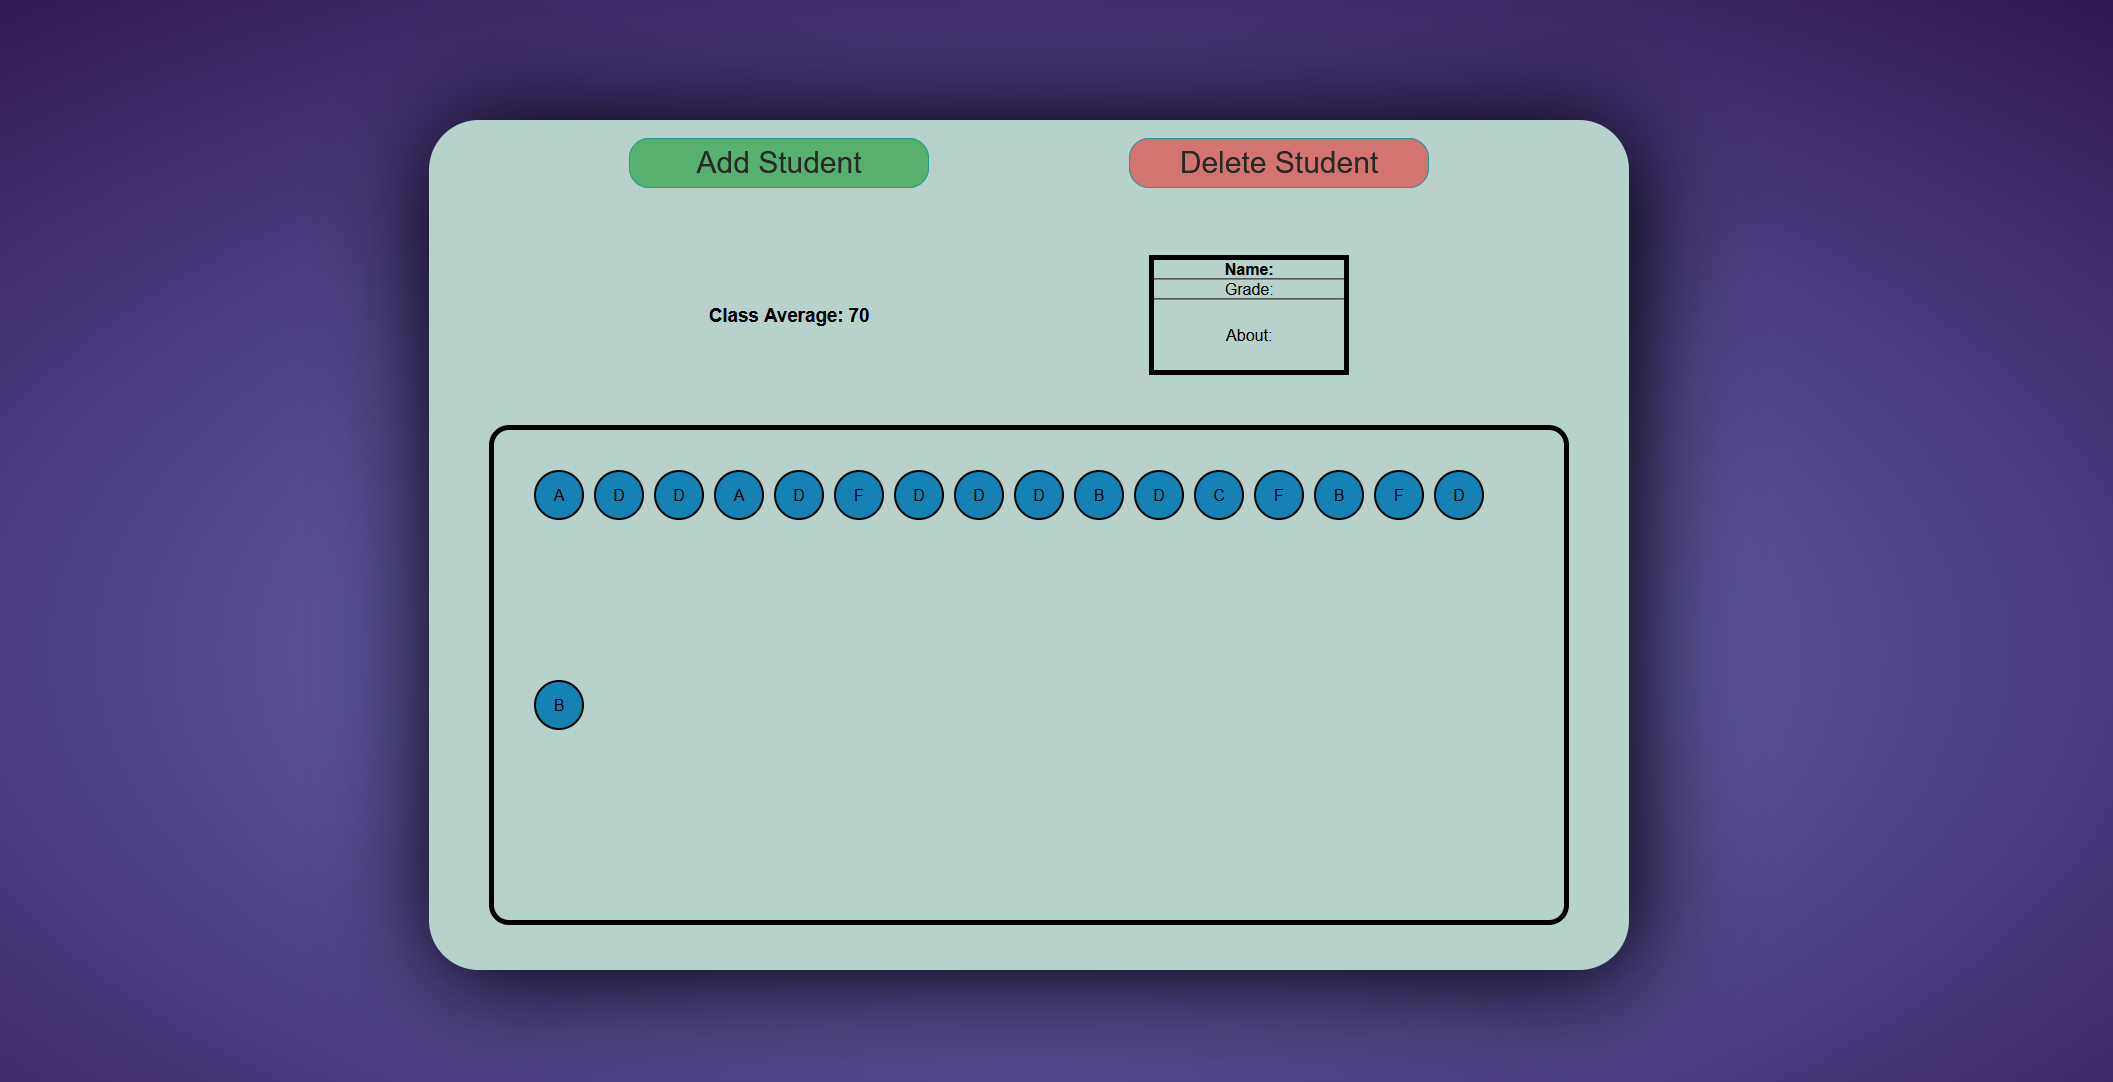 Add Student
Delete Student
Class Average: 70
Name:
Grade:
About:
A D D A D F D D D B D C F B F D
B